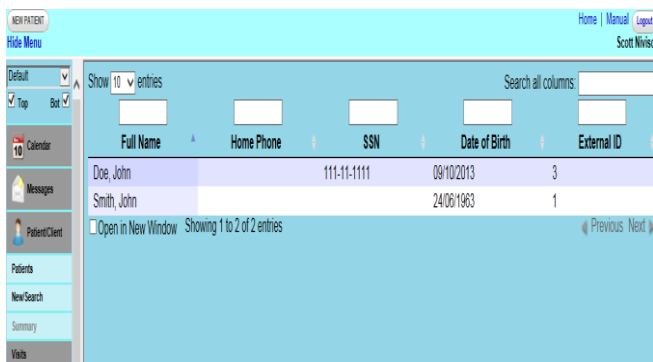 NEW PATIENT
Home | Manual Logout
Hide Menu
Scott Niviso
Default
Top Bot
Show 10 entries
Search all columns:
Full Name Home Phone SSN Date of Birth External ID
Doe, John 111-11-1111 09/10/2013 3
Smith, John 24/06/1963 1
Open in New Window Showing 1 to 2 of 2 entries
Previous Next
10 Calendar
Messages
Patient/Client
Patients
New/Search
Summary
Visits